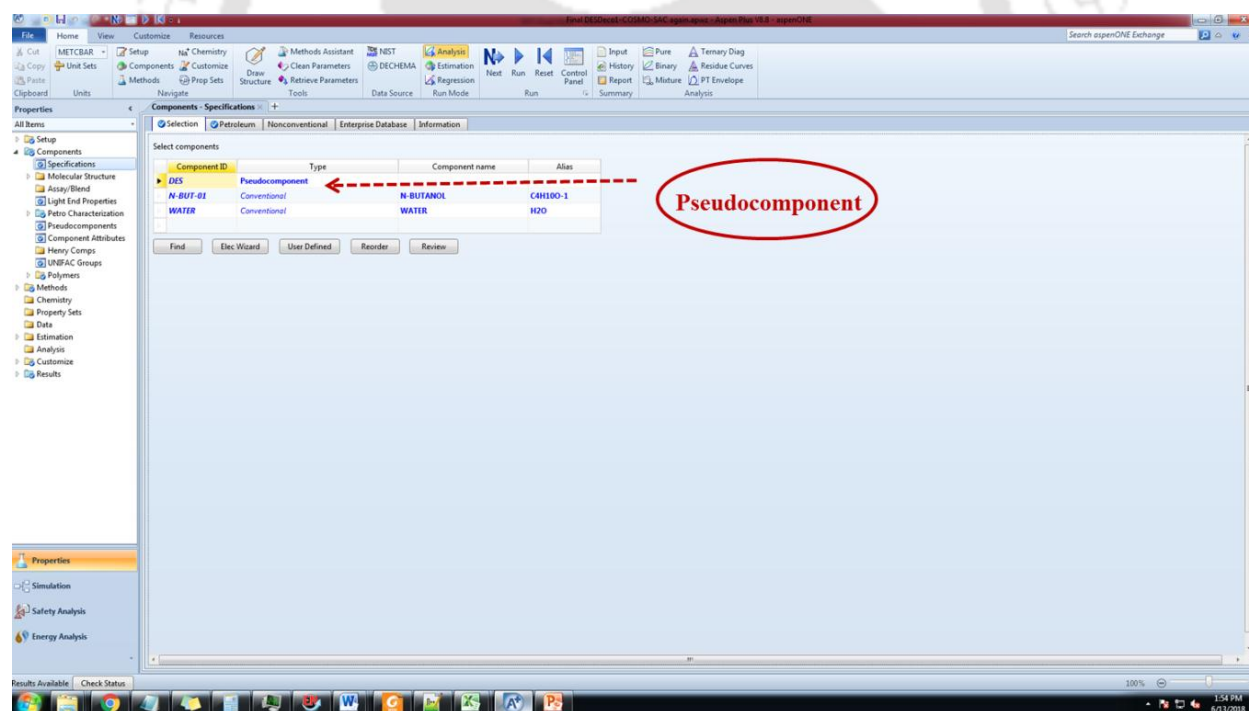 Final DESDeca1-COSMO-SAC again.apwz - Aspen Plus V8.8 - aspenONE
File Home View Customize Resources Search aspenONE Exchange
Cut METCBAR Setup Chemistry Methods Assistant NIST Analysis Input Pure Ternary Diag
Copy Unit Sets Components Customize Clean Parameters DECHEMA Estimation History Binary Residue Curves
Paste Methods Prop Sets Draw Structure Retrieve Parameters Regression Next Run Reset Control Panel Report Mixture PT Envelope
Clipboard Units Navigate Tools Data Source Run Mode Run Summary Analysis
Properties Components - Specifications × +
All Items Selection Petroleum Nonconventional Enterprise Database Information
Setup
Components
Specifications
Molecular Structure
Assay/Blend
Light End Properties
Petro Characterization
Pseudocomponents
Component Attributes
Henry Comps
UNIFAC Groups
Polymers
Methods
Chemistry
Property Sets
Data
Estimation
Analysis
Customize
Results
Select components
Component ID Type Component name Alias
DES Pseudocomponent
N-BUT-01 Conventional N-BUTANOL C4H10O-1
WATER Conventional WATER H2O
Find Elec Wizard User Defined Reorder Review
Pseudocomponent
Properties
Simulation
Safety Analysis
Energy Analysis
Results Available Check Status 100%
1:54 PM
6/13/2018